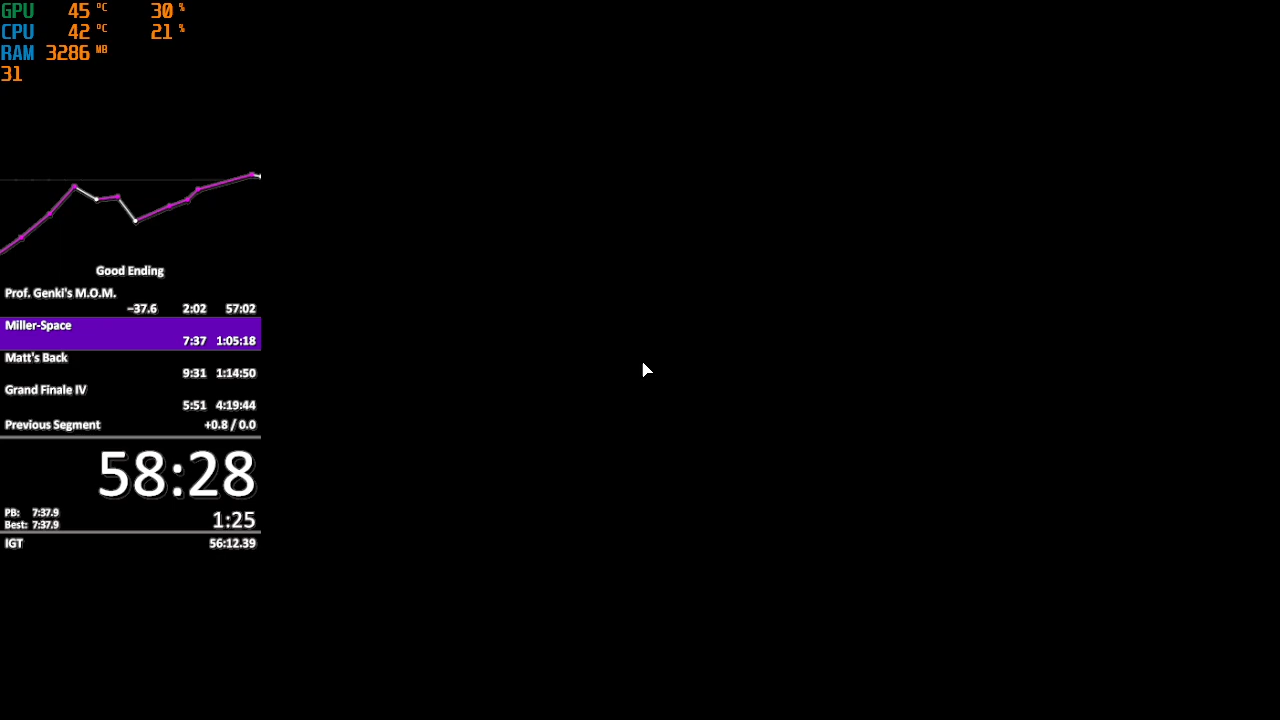 GPU 45 °C 30 %
CPU 42 °C 21 %
RAM 3286 MB
31
Good Ending
Prof. Genki's M.O.M.
−37.6 2:02 57:02
Miller-Space
7:37 1:05:18
Matt's Back
9:31 1:14:50
Grand Finale IV
5:51 4:19:44
Previous Segment +0.8 / 0.0
58:28
PB: 7:37.9
Best: 7:37.9
1:25
IGT 56:12.39